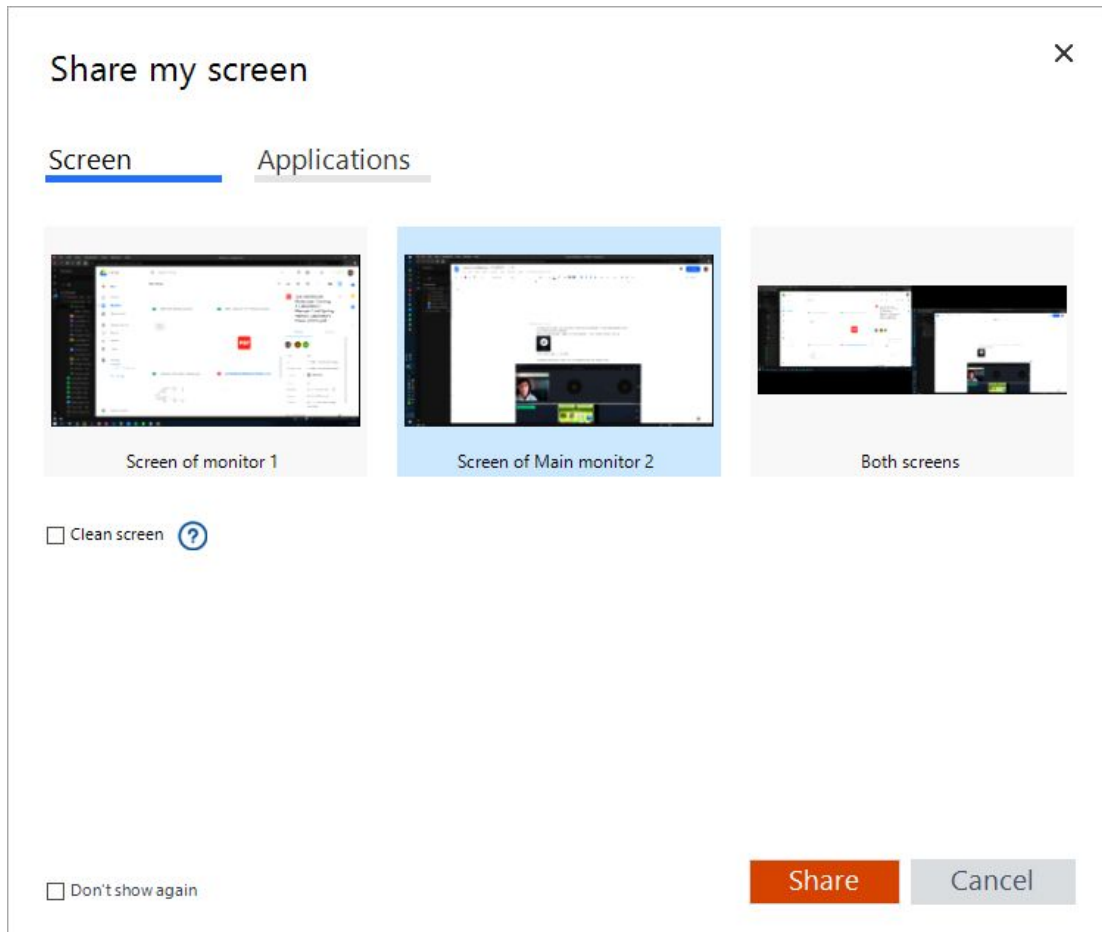 Share my screen
Screen
Applications
Screen of monitor 1
Screen of Main monitor 2
Both screens
Clean screen
?
Don't show again
Share
Cancel